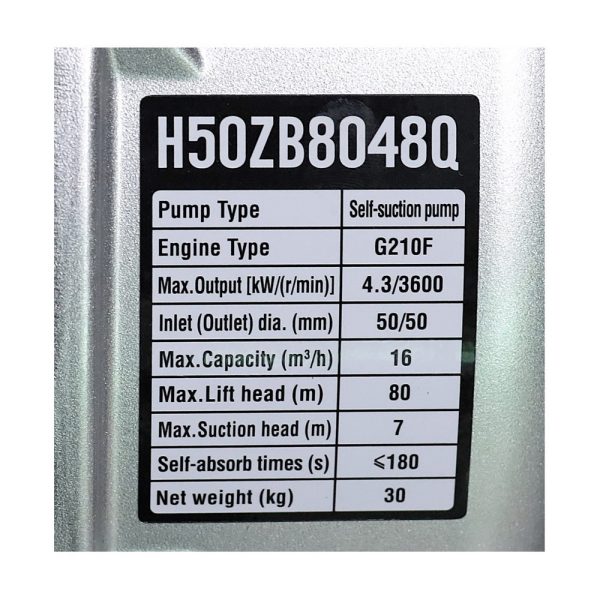 H50ZB8048Q
Pump Type Self-suction pump
Engine Type G210F
Max.Output [kW/(r/min)] 4.3/3600
Inlet (Outlet) dia. (mm) 50/50
Max.Capacity (m³/h) 16
Max.Lift head (m) 80
Max.Suction head (m) 7
Self-absorb times (s) ≤180
Net weight (kg) 30